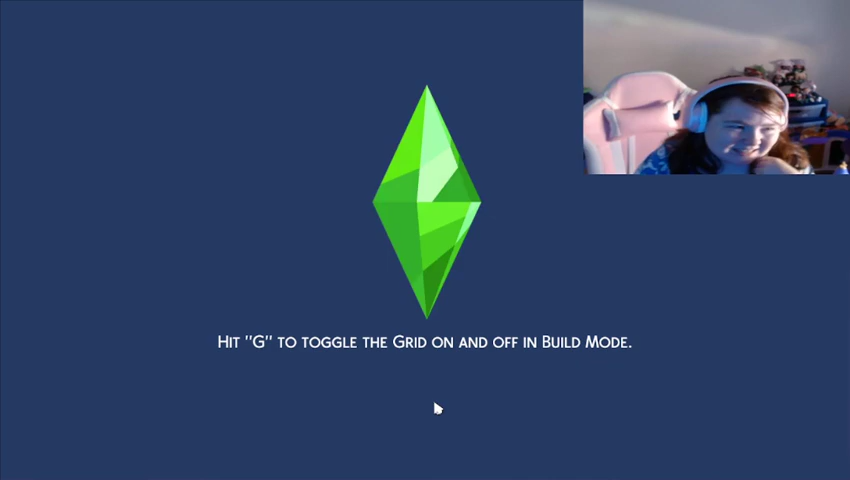 Hit "G" to toggle the Grid on and off in Build Mode.